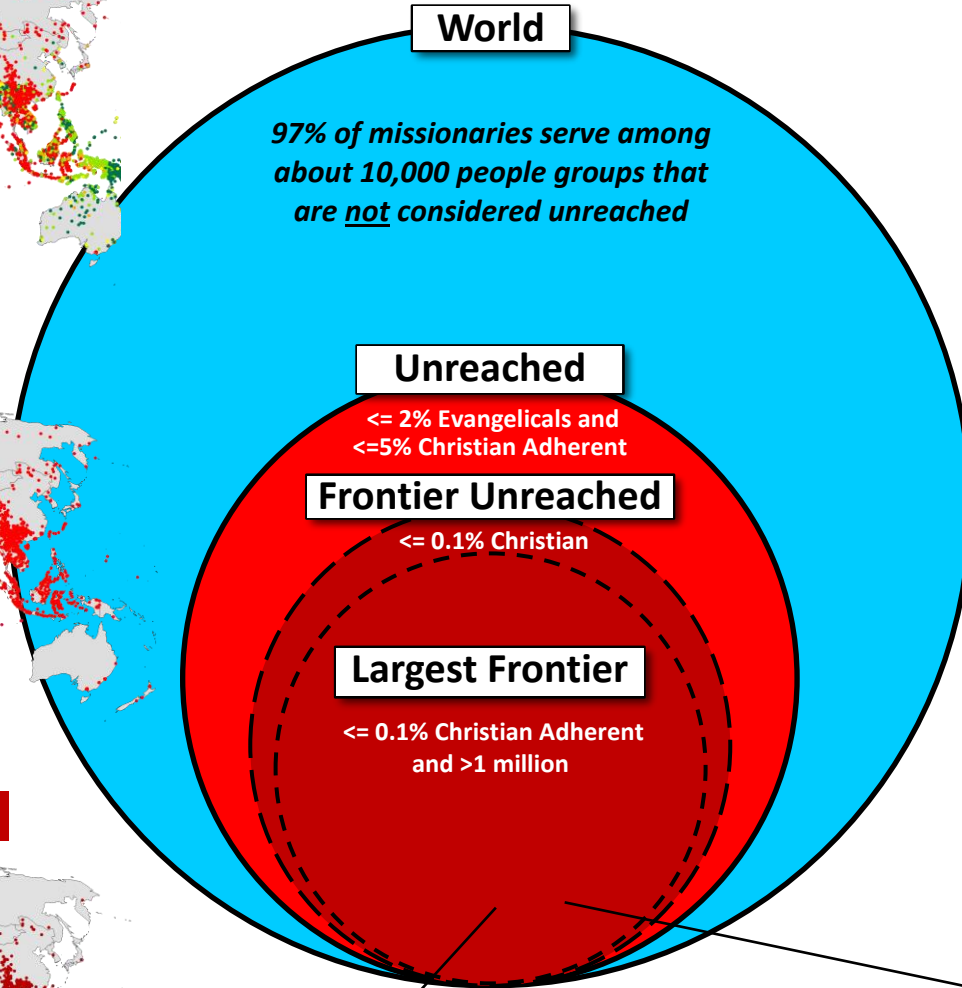 World
97% of missionaries serve among
about 10,000 people groups that
are not considered unreached
Unreached
<= 2% Evangelicals and
<=5% Christian Adherent
Frontier Unreached
<= 0.1% Christian
Largest Frontier
<= 0.1% Christian Adherent
and >1 million